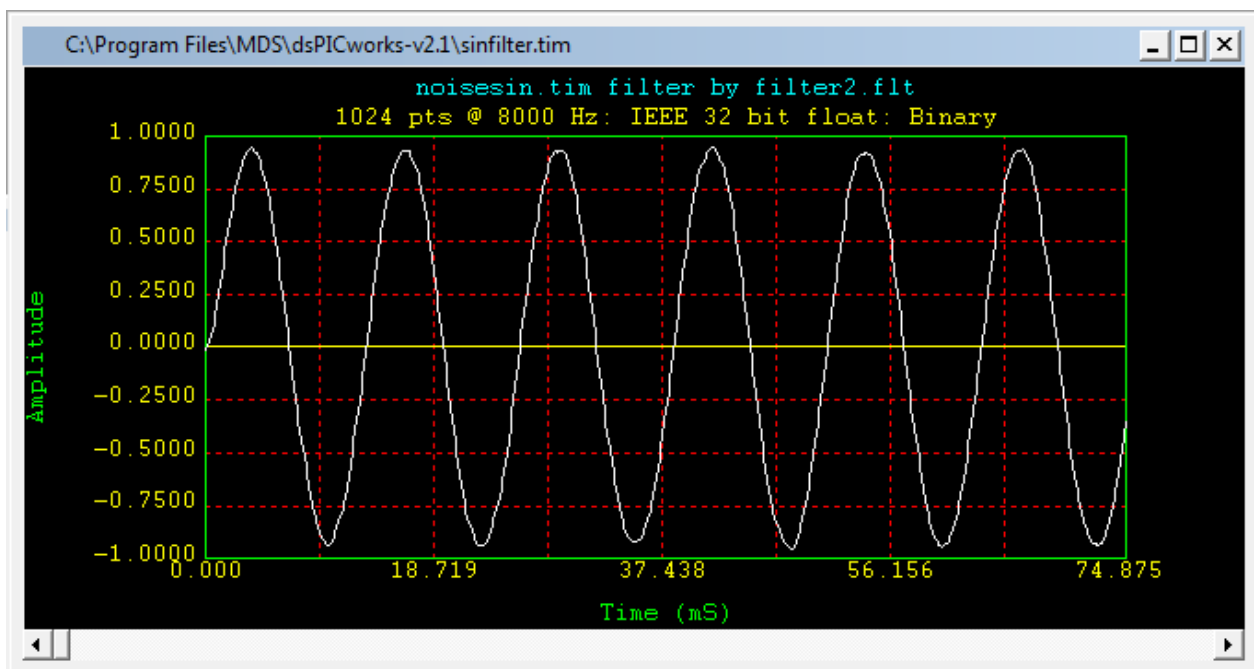 C:\Program Files\MDS\dsPICworks-v2.1\sinfilter.tim
noisesin.tim filter by filter2.flt
1024 pts @ 8000 Hz: IEEE 32 bit float: Binary
1.0000
0.7500
0.5000
0.2500
0.0000
-0.2500
-0.5000
-0.7500
-1.0000
Amplitude
0.000 18.719 37.438 56.156 74.875
Time (mS)